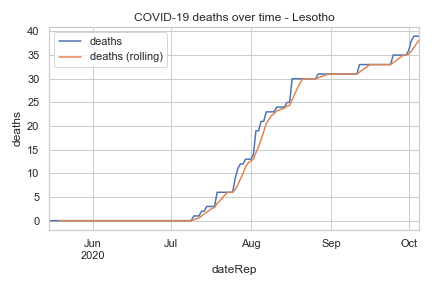 COVID-19 deaths over time - Lesotho
40
35
30
25
20
15
10
5
0
deaths
deaths
deaths (rolling)
Jun
2020
Jul
Aug
Sep
Oct
dateRep